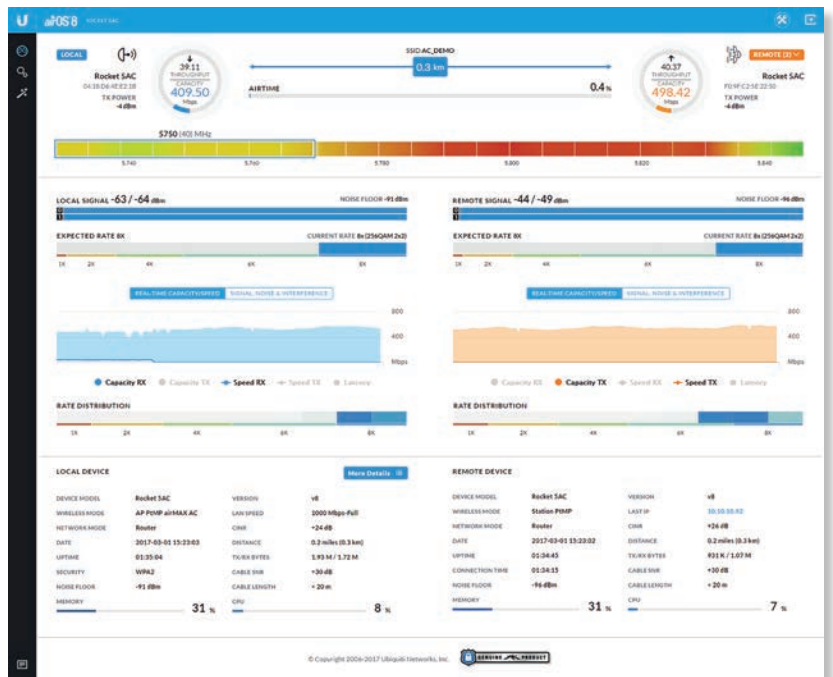 U airOS 8 ROCKET 5AC
LOCAL
Rocket 5AC
TX POWER
-4 dBm
39.11
THROUGHPUT
CAPACITY
409.50
Mbps
SSID: AC_DEMO
0.3 km
AIRTIME 0.4 %
40.37
THROUGHPUT
CAPACITY
498.42
Mbps
REMOTE (2)
Rocket 5AC
TX POWER
-4 dBm
5750 (40) MHz
5,740 5,760 5,780 5,800 5,820 5,840
LOCAL SIGNAL -63 / -64 dBm NOISE FLOOR -91 dBm
0
1
EXPECTED RATE 8X CURRENT RATE 8x (256QAM 2x2)
1X 2X 4X 6X 8X
REAL-TIME CAPACITY/SPEED SIGNAL, NOISE & INTERFERENCE
800
400
Mbps
Capacity RX Capacity TX Speed RX Speed TX Latency
RATE DISTRIBUTION
1X 2X 4X 6X 8X
REMOTE SIGNAL -44 / -49 dBm NOISE FLOOR -96 dBm
0
1
EXPECTED RATE 8X CURRENT RATE 8x (256QAM 2x2)
1X 2X 4X 6X 8X
REAL-TIME CAPACITY/SPEED SIGNAL, NOISE & INTERFERENCE
800
400
Mbps
Capacity RX Capacity TX Speed RX Speed TX Latency
RATE DISTRIBUTION
1X 2X 4X 6X 8X
LOCAL DEVICE More Details
DEVICE MODEL Rocket 5AC VERSION v8
WIRELESS MODE AP PtMP airMAX AC LAN SPEED 1000 Mbps-Full
NETWORK MODE Router CINR +24 dB
DATE 2017-03-01 15:23:03 DISTANCE 0.2 miles (0.3 km)
UPTIME 01:35:04 TX/RX BYTES 1.93 M / 1.72 M
SECURITY WPA2 CABLE SNR +30 dB
NOISE FLOOR -91 dBm CABLE LENGTH < 20 m
MEMORY 31 % CPU 8 %
REMOTE DEVICE
DEVICE MODEL Rocket 5AC VERSION v8
WIRELESS MODE Station PtMP LAST IP
NETWORK MODE Router CINR +26 dB
DATE 2017-03-01 15:23:02 DISTANCE 0.2 miles (0.3 km)
UPTIME 01:34:45 TX/RX BYTES 931 K / 1.07 M
CONNECTION TIME 01:34:15 CABLE SNR +30 dB
NOISE FLOOR -96 dBm CABLE LENGTH < 20 m
MEMORY 31 % CPU 7 %
© Copyright 2006-2017 Ubiquiti Networks, Inc. GENUINE PRODUCT